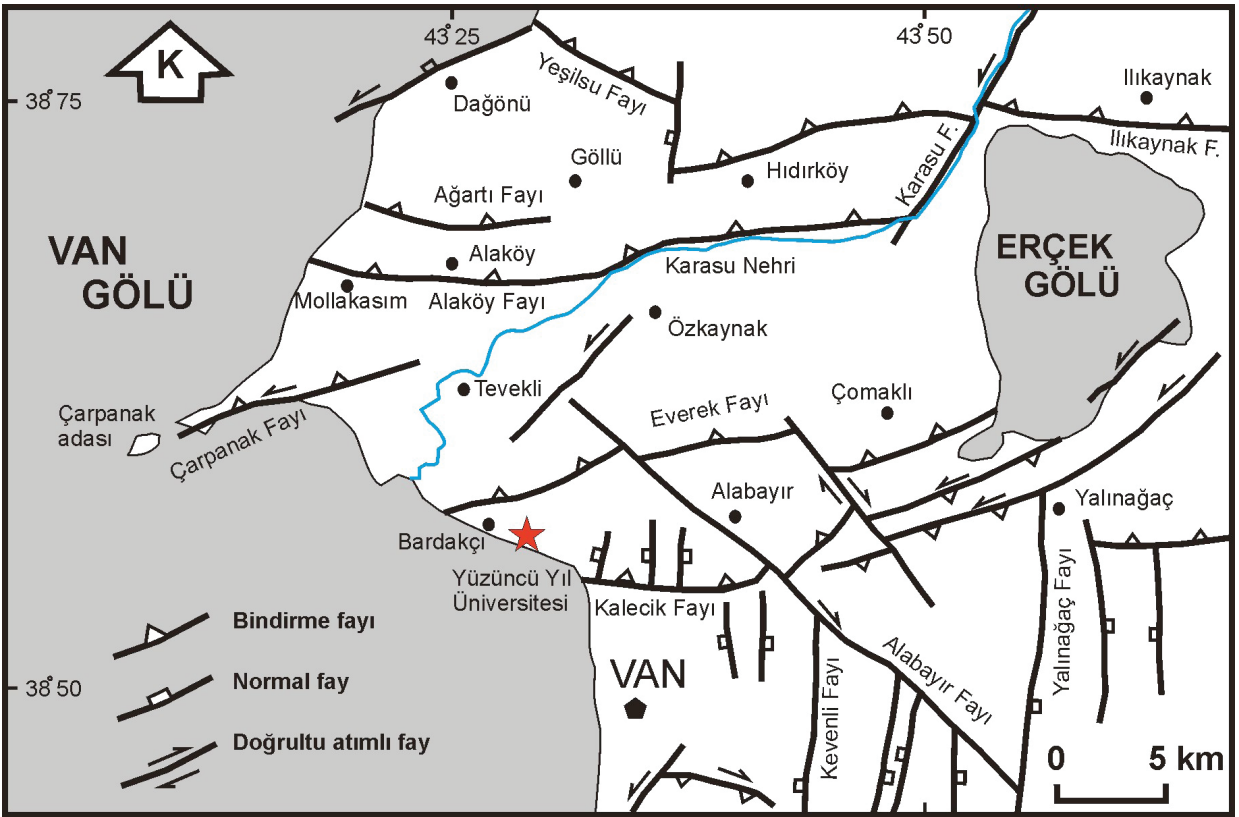 43°25
43°50
K
Yeşilsu Fayı
Ilıkaynak
38°75
Dağönü
Ilıkaynak F.
Göllü
Hıdırköy
Karasu F.
Ağartı Fayı
VAN
GÖLÜ
Alaköy
ERÇEK
GÖLÜ
Karasu Nehri
Mollakasım
Alaköy Fayı
Özkaynak
Tevekli
Çomaklı
Everek Fayı
Çarpanak
adası
Çarpanak Fayı
Alabayır
Yalınağaç
Bardakçı
Yüzüncü Yıl
Üniversitesi
Kalecik Fayı
Yalınağaç Fayı
Bindirme fayı
Alabayır Fayı
Kevenli Fayı
VAN
38°50
Normal fay
Doğrultu atımlı fay
0
5 km